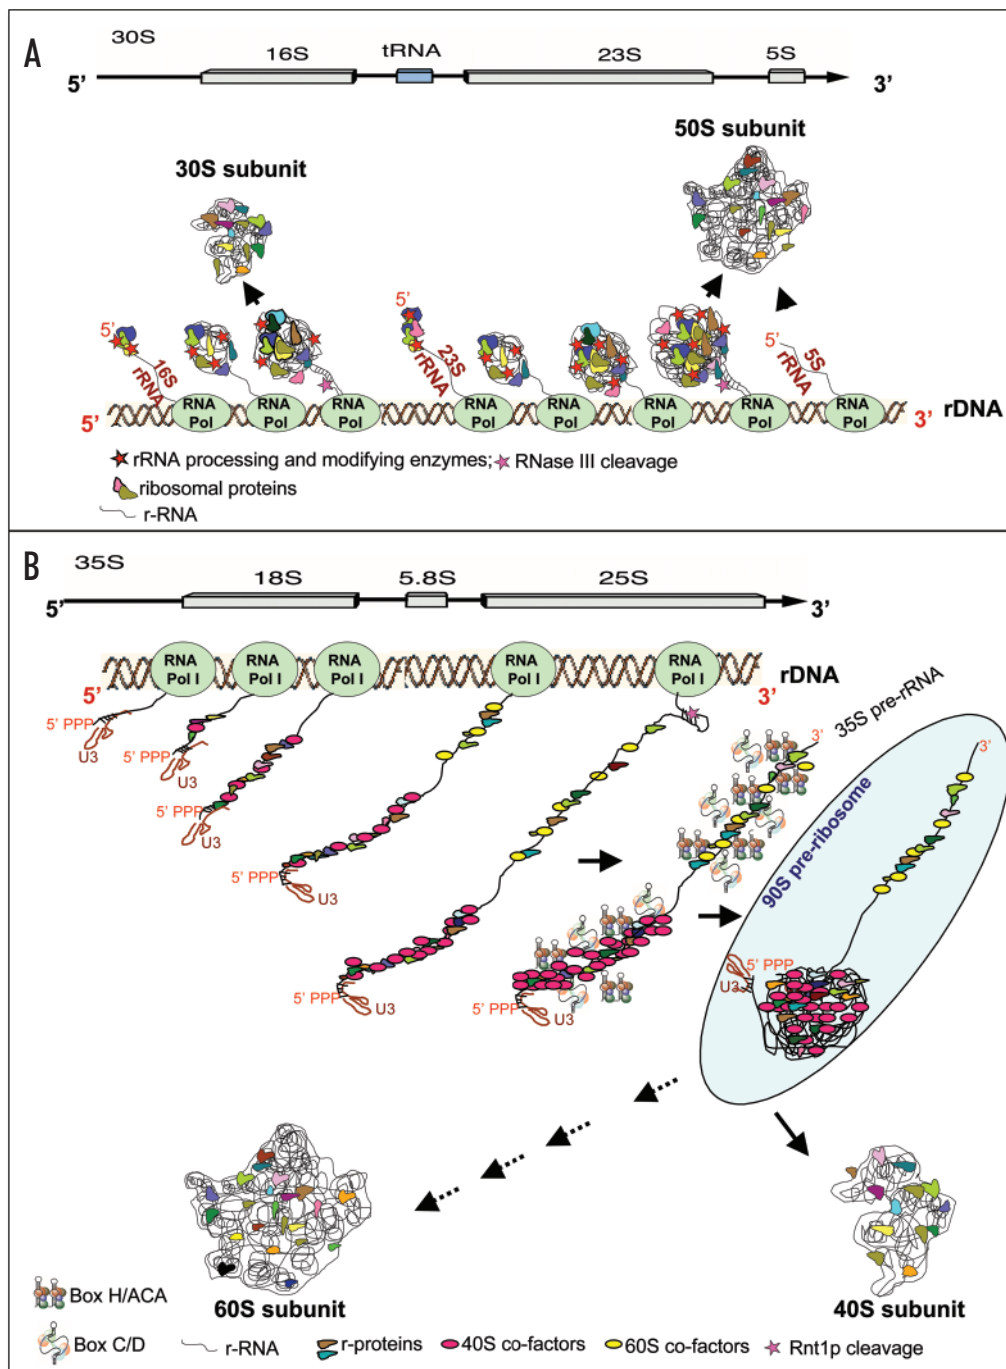 A
30S
16S
tRNA
23S
5S
5’
3’
50S subunit
30S subunit
5’
16S
rRNA
5’
23S
rRNA
5’
5S
rRNA
RNA
Pol
RNA
Pol
RNA
Pol
RNA
Pol
RNA
Pol
RNA
Pol
RNA
Pol
RNA
Pol
5’
3’
rDNA
rRNA processing and modifying enzymes;
RNase III cleavage
ribosomal proteins
r-RNA
B
35S
18S
5.8S
25S
5’
3’
RNA
Pol I
RNA
Pol I
RNA
Pol I
RNA
Pol I
RNA
Pol I
rDNA
5’
3’
5’ PPP
U3
5’ PPP
U3
5’ PPP
U3
5’ PPP
U3
5’ PPP
U3
5’ PPP
U3
3’
35S pre-rRNA
90S pre-ribosome
3’
5’ PPP
U3
60S subunit
40S subunit
Box H/ACA
Box C/D
r-RNA
r-proteins
40S co-factors
60S co-factors
Rnt1p cleavage